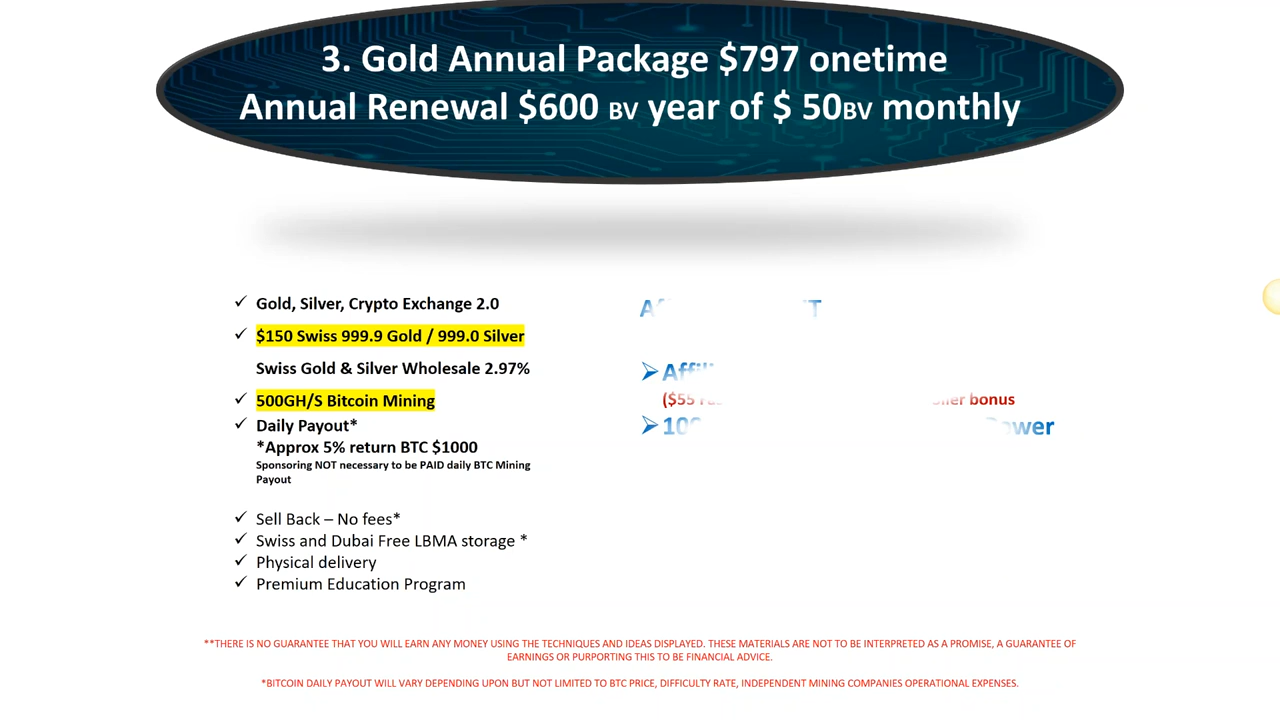 3. Gold Annual Package $797 onetime
Annual Renewal $600 BV year of $ 50BV monthly
Gold, Silver, Crypto Exchange 2.0
$150 Swiss 999.9 Gold / 999.0 Silver
Swiss Gold & Silver Wholesale 2.97%
500GH/S Bitcoin Mining
Daily Payout*
*Approx 5% return BTC $1000
Sponsoring NOT necessary to be PAID daily BTC Mining
Payout
($55 bonus
Sell Back – No fees*
Swiss and Dubai Free LBMA storage *
Physical delivery
Premium Education Program
**THERE IS NO GUARANTEE THAT YOU WILL EARN ANY MONEY USING THE TECHNIQUES AND IDEAS DISPLAYED. THESE MATERIALS ARE NOT TO BE INTERPRETED AS A PROMISE, A GUARANTEE OF
EARNINGS OR PURPORTING THIS TO BE FINANCIAL ADVICE.
*BITCOIN DAILY PAYOUT WILL VARY DEPENDING UPON BUT NOT LIMITED TO BTC PRICE, DIFFICULTY RATE, INDEPENDENT MINING COMPANIES OPERATIONAL EXPENSES.